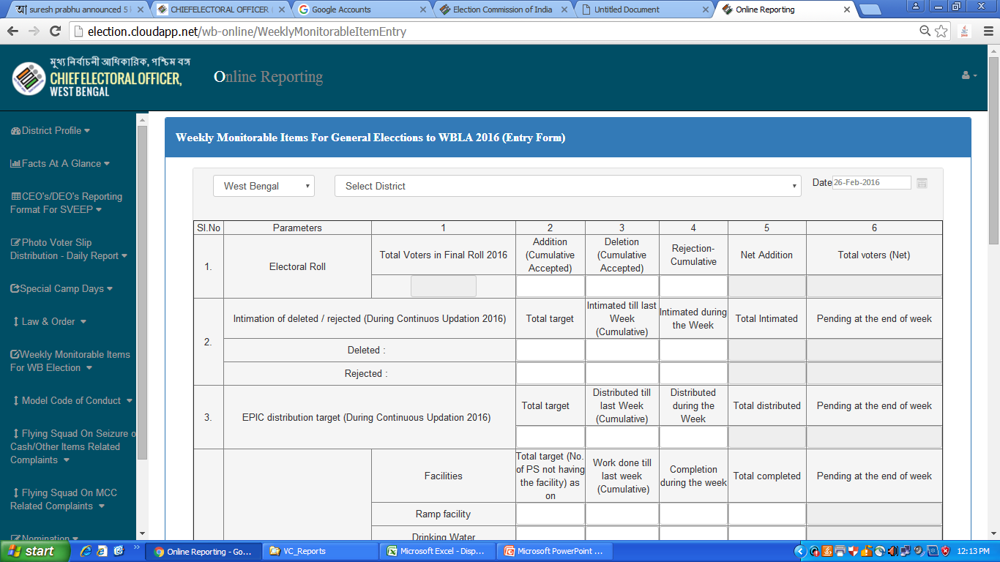 suresh prabhu announced 5
CHIEFELECTORAL OFFICER
Google Accounts
Election Commission of India
Untitled Document
Online Reporting
election.cloudapp.net/wb-online/WeeklyMonitorableItemEntry
মুখ্য নির্বাচনী আধিকারিক, পশ্চিম বঙ্গ
CHIEF ELECTORAL OFFICER,
WEST BENGAL
Online Reporting
District Profile
Facts At A Glance
CEO's/DEO's Reporting
Format For SVEEP
Photo Voter Slip
Distribution - Daily Report
Special Camp Days
Law & Order
Weekly Monitorable Items
For WB Election
Model Code of Conduct
Flying Squad On Seizure o
Cash/Other Items Related
Complaints
Flying Squad On MCC
Related Complaints
Nomination
Weekly Monitorable Items For General Elecctions to WBLA 2016 (Entry Form)
West Bengal
Select District
Date 26-Feb-2016
Sl.No Parameters 1 2 3 4 5 6
1.
Electoral Roll
Total Voters in Final Roll 2016
Addition
(Cumulative
Accepted)
Deletion
(Cumulative
Accepted)
Rejection-
Cumulative
Net Addition
Total voters (Net)
2.
Intimation of deleted / rejected (During Continuos Updation 2016)
Total target
Intimated till last
Week
(Cumulative)
Intimated during
the Week
Total Intimated
Pending at the end of week
Deleted :
Rejected :
3.
EPIC distribution target (During Continuous Updation 2016)
Total target
Distributed till
last Week
(Cumulative)
Distributed
during the
Week
Total distributed
Pending at the end of week
Facilities
Total target (No.
of PS not having
the facility) as
on
Work done till
last week
(Cumulative)
Completion
during the week
Total completed
Pending at the end of week
Ramp facility
Drinking Water
start
Online Reporting - Go...
VC_Reports
Microsoft Excel - Disp...
Microsoft PowerPoint ...
12:13 PM